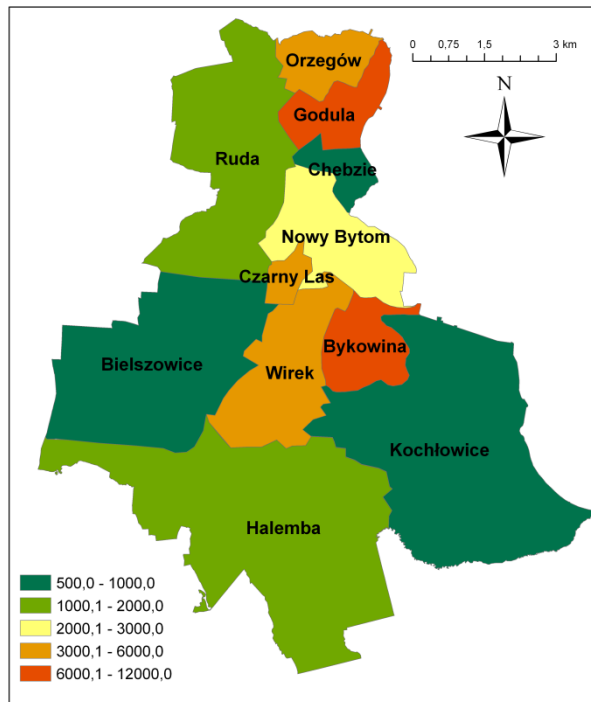 Orzegów
0 0,75 1,5 3 km
N
Godula
Ruda
Chebzie
Nowy Bytom
Czarny Las
Bykowina
Bielszowice
Wirek
Kochłowice
Halemba
500,0 - 1000,0
1000,1 - 2000,0
2000,1 - 3000,0
3000,1 - 6000,0
6000,1 - 12000,0